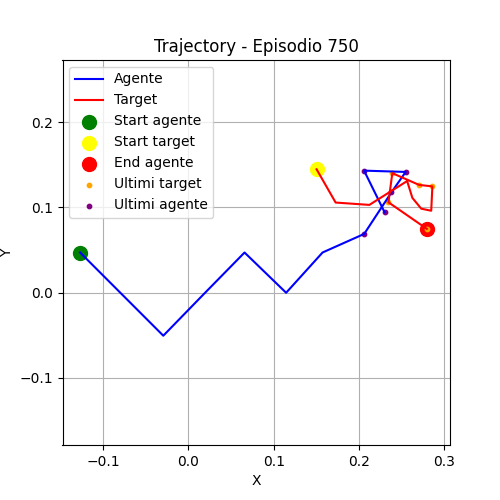 Trajectory - Episodio 750
Agente
Target
Start agente
Start target
End agente
Ultimi target
Ultimi agente
Y
0.2
0.1
0.0
−0.1
−0.1
0.0
0.1
0.2
0.3
X